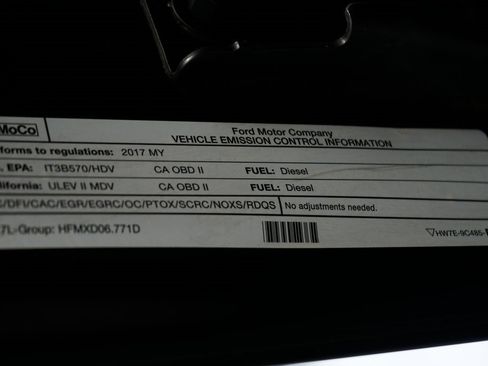 MoCo
Ford Motor Company
VEHICLE EMISSION CONTROL INFORMATION
forms to regulations: 2017 MY
EPA: IT3B570/HDV CA OBD II FUEL: Diesel
alifornia: ULEV II MDV CA OBD II FUEL: Diesel
/DFI/CAC/EGR/EGRC/OC/PTOX/SCRC/NOXS/RDQS No adjustments needed.
7L-Group: HFMXD06.771D
HW7E-9C485-